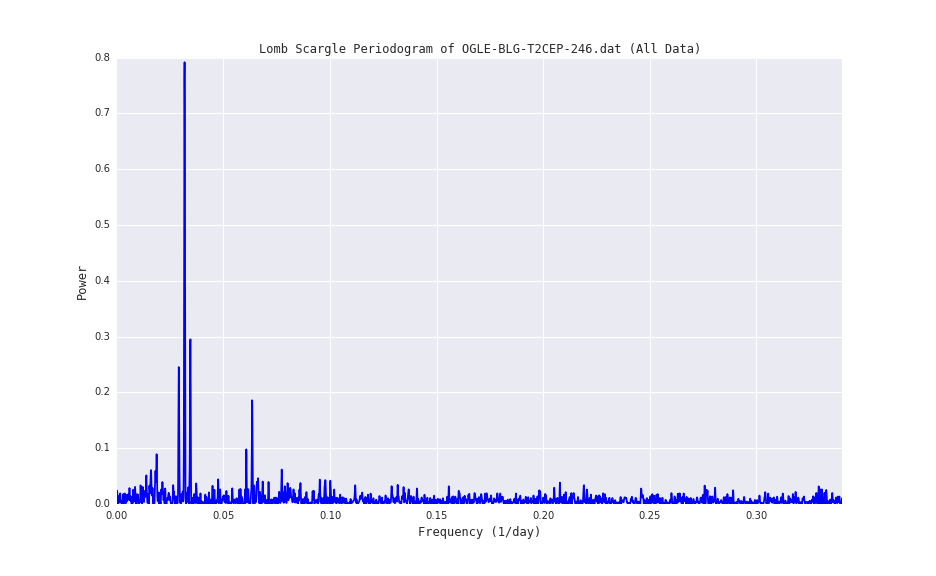 Lomb Scargle Periodogram of OGLE-BLG-T2CEP-246.dat (All Data)
0.8
0.7
0.6
0.5
0.4
0.3
0.2
0.1
0.0
Power
0.00 0.05 0.10 0.15 0.20 0.25 0.30
Frequency (1/day)